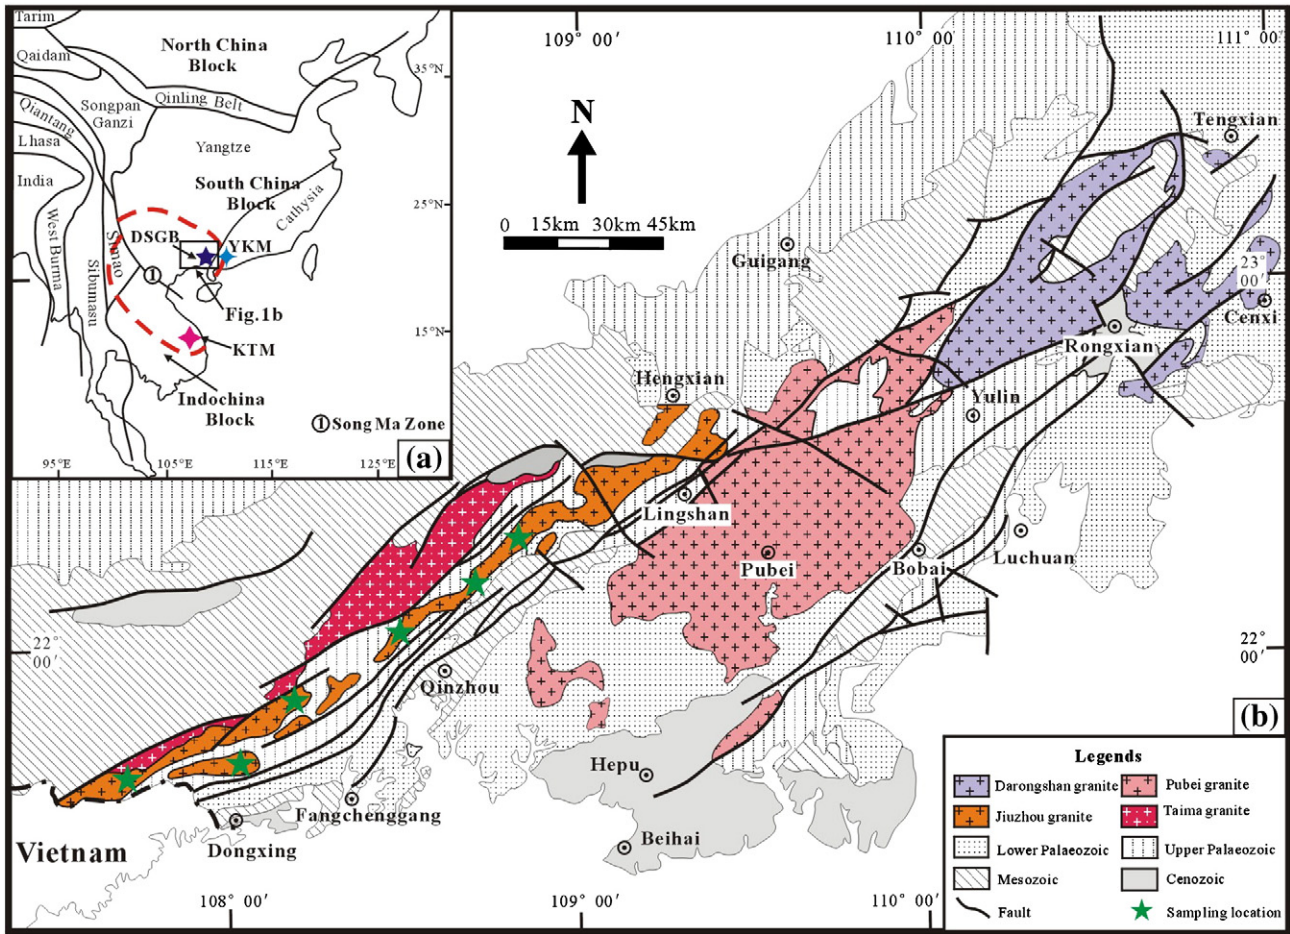 Tarim
North China
Block
Qaidam
35°N
Songpan
Ganzi
Qinling Belt
Qiantang
Lhasa
Yangtze
India
South China
Block
Cathysia
25°N
West Burma
Simao
Sibumasu
DSGB
YKM
1
Fig.1b
15°N
KTM
Indochina
Block
1 Song Ma Zone
(a)
95°E
105°E
115°E
125°E
109° 00′
110° 00′
111° 00′
N
0 15km 30km 45km
Tengxian
Guigang
23°
00′
Cenxi
Rongxian
Hengxian
Yulin
Lingshan
Pubei
Bobai
Luchuan
22°
00′
22°
00′
Qinzhou
(b)
Hepu
Fangchenggang
Beihai
Dongxing
Vietnam
108° 00′
109° 00′
110° 00′
Legends
Darongshan granite
Pubei granite
Jiuzhou granite
Taima granite
Lower Palaeozoic
Upper Palaeozoic
Mesozoic
Cenozoic
Fault
Sampling location